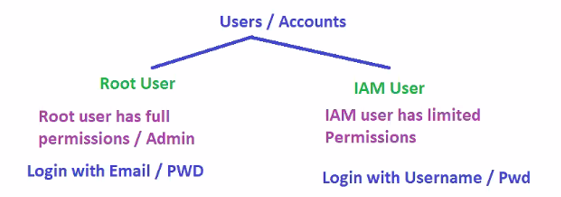 Users / Accounts
Root User
Root user has full
permissions / Admin
Login with Email / PWD
IAM User
IAM user has limited
Permissions
Login with Username / Pwd